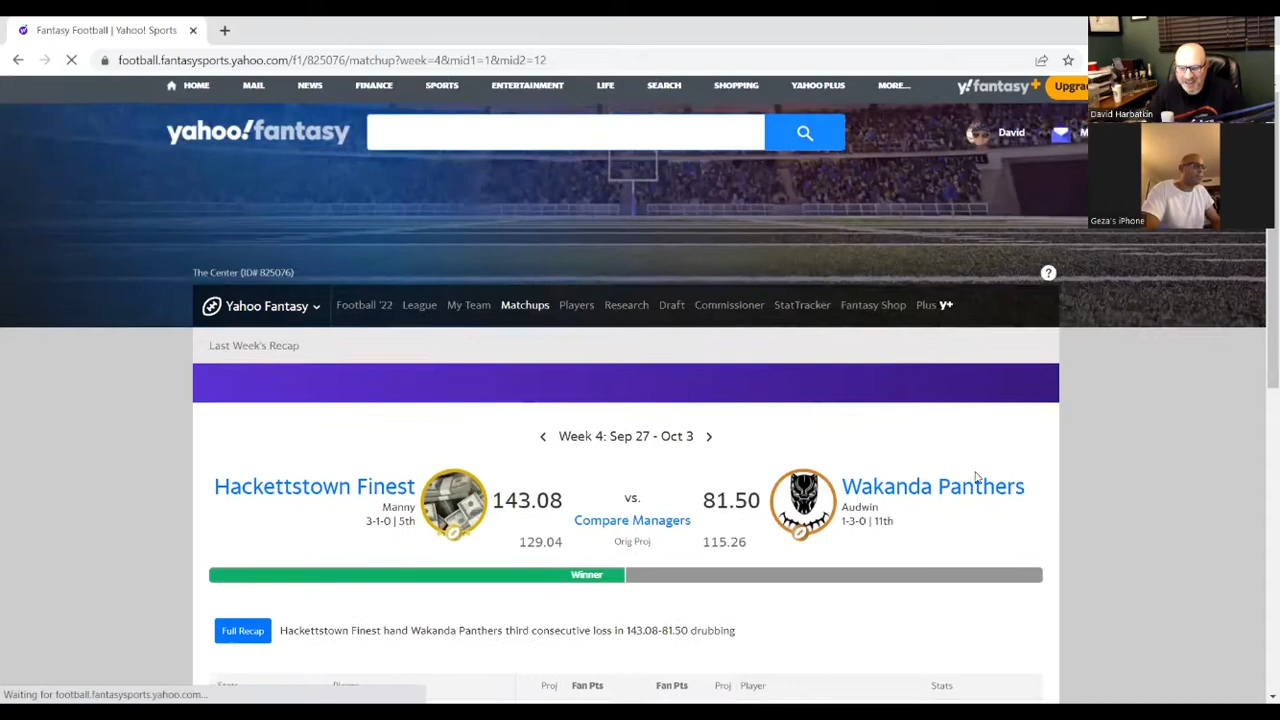 Fantasy Football | Yahoo! Sports
football.fantasysports.yahoo.com/f1/825076/matchup?week=4&mid1=1&mid2=12
HOME MAIL NEWS FINANCE SPORTS ENTERTAINMENT LIFE SEARCH SHOPPING YAHOO PLUS MORE... y!fantasy+ Upgra
David Harbatkin
yahoo!fantasy David M
Geza's iPhone
The Center (ID# 825076) ?
Yahoo Fantasy Football '22 League My Team Matchups Players Research Draft Commissioner StatTracker Fantasy Shop Plus y+
Last Week's Recap
Week 4: Sep 27 - Oct 3
Hackettstown Finest 143.08 vs. 81.50 Wakanda Panthers
Manny Compare Managers Audwin
3-1-0 | 5th 1-3-0 | 11th
129.04 Orig Proj 115.26
Winner
Full Recap Hackettstown Finest hand Wakanda Panthers third consecutive loss in 143.08-81.50 drubbing
Stats Player Proj Fan Pts Fan Pts Proj Player Stats
Waiting for football.fantasysports.yahoo.com...